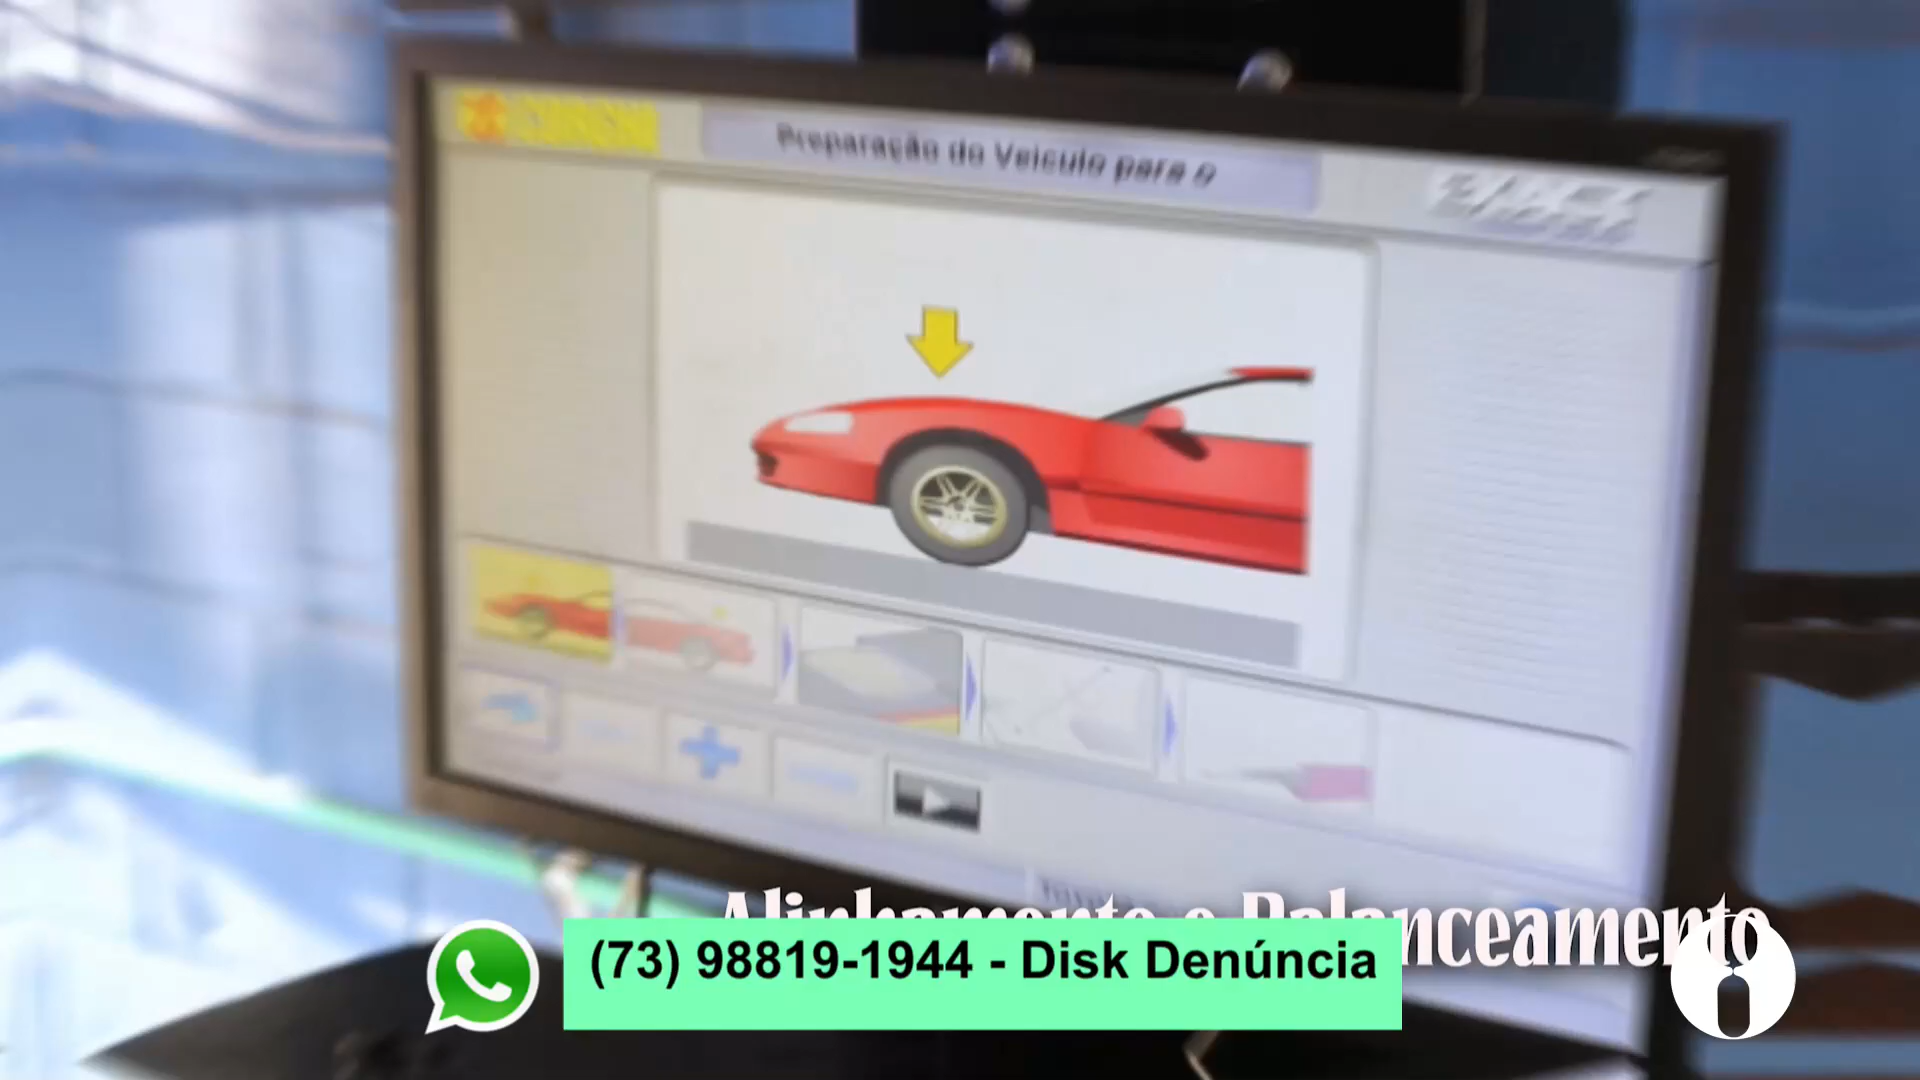 Preparação do Veículo para o
Alinhamento e Balanceamento
(73) 98819-1944 - Disk Denúncia